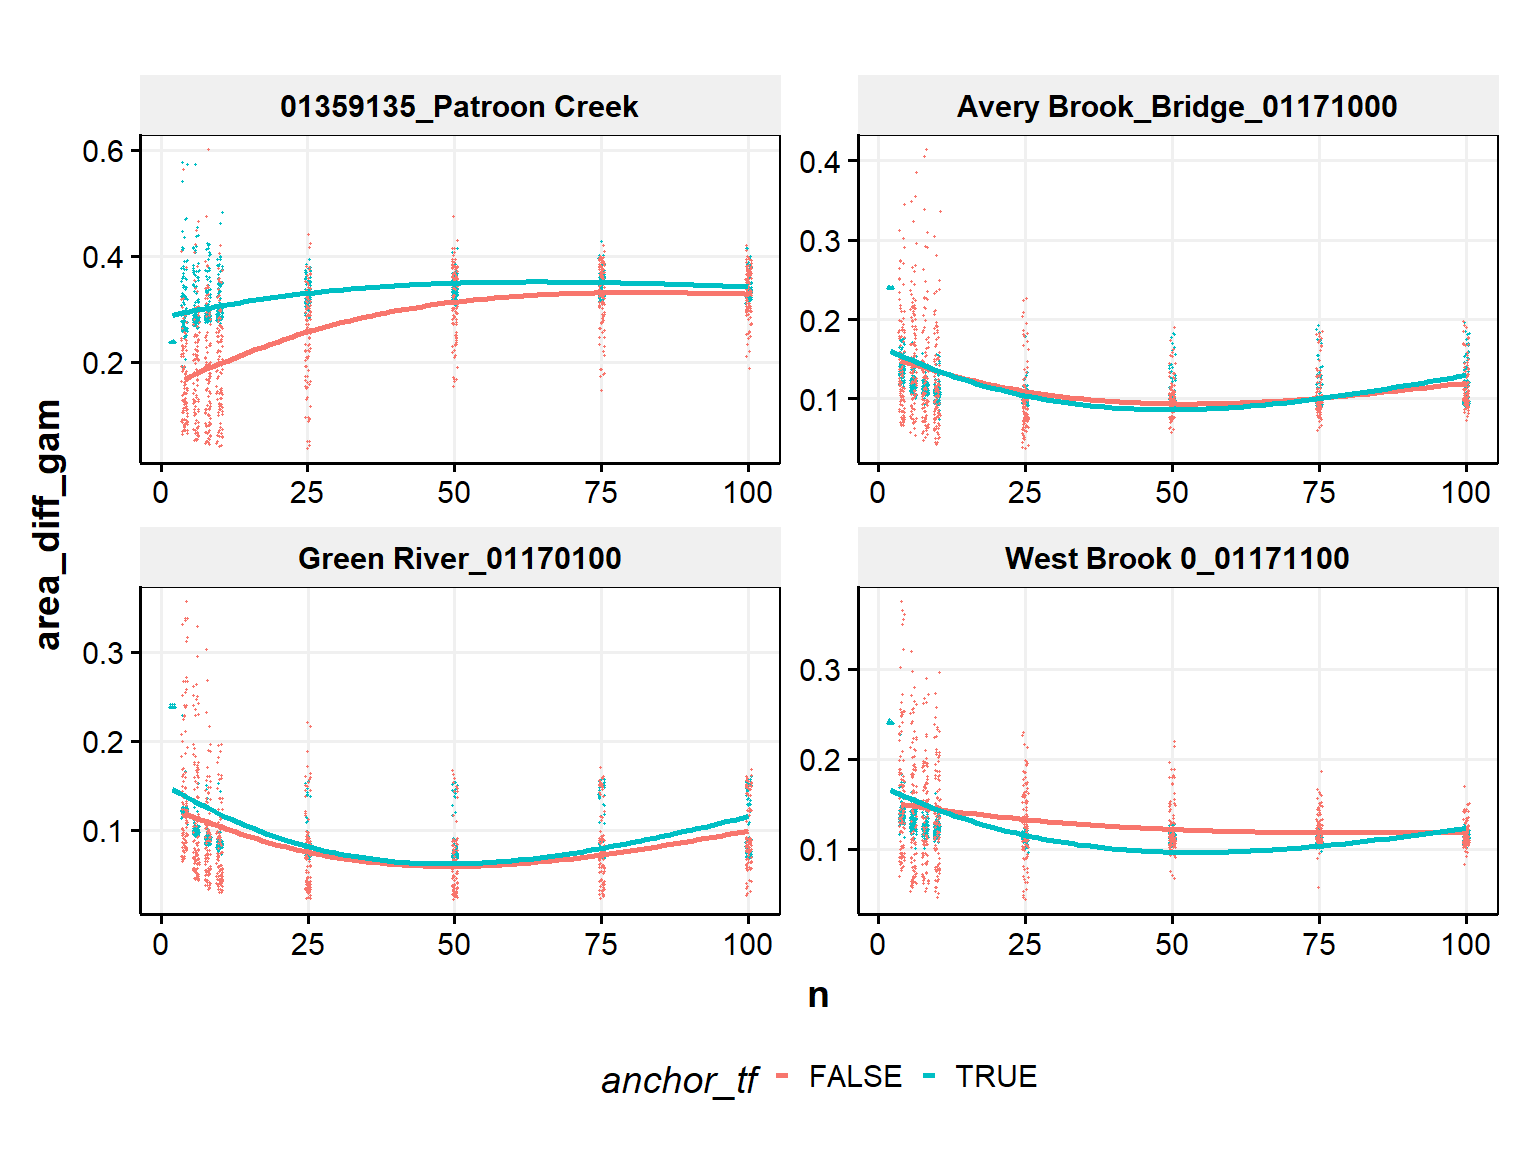 01359135_Patroon Creek
Avery Brook_Bridge_01171000
0.6
0.4
0.2
0.4
0.3
0.2
0.1
0 25 50 75 100
0 25 50 75 100
area_diff_gam
Green River_01170100
West Brook 0_01171100
0.3
0.2
0.1
0.3
0.2
0.1
0 25 50 75 100
0 25 50 75 100
n
anchor_tf FALSE TRUE